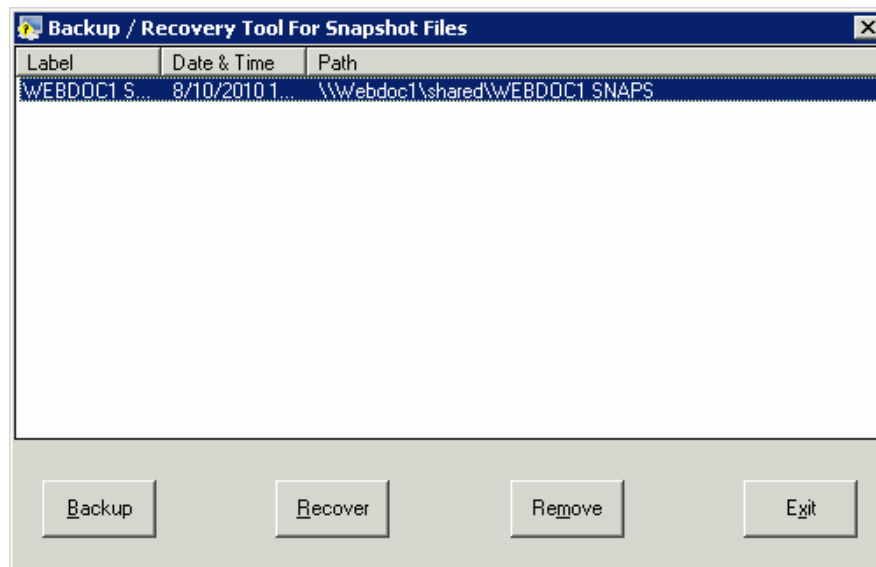 Backup / Recovery Tool For Snapshot Files
Label Date & Time Path
WEBDOC1 S... 8/10/2010 1... \\Webdoc1\shared\WEBDOC1 SNAPS
Backup Recover Remove Exit